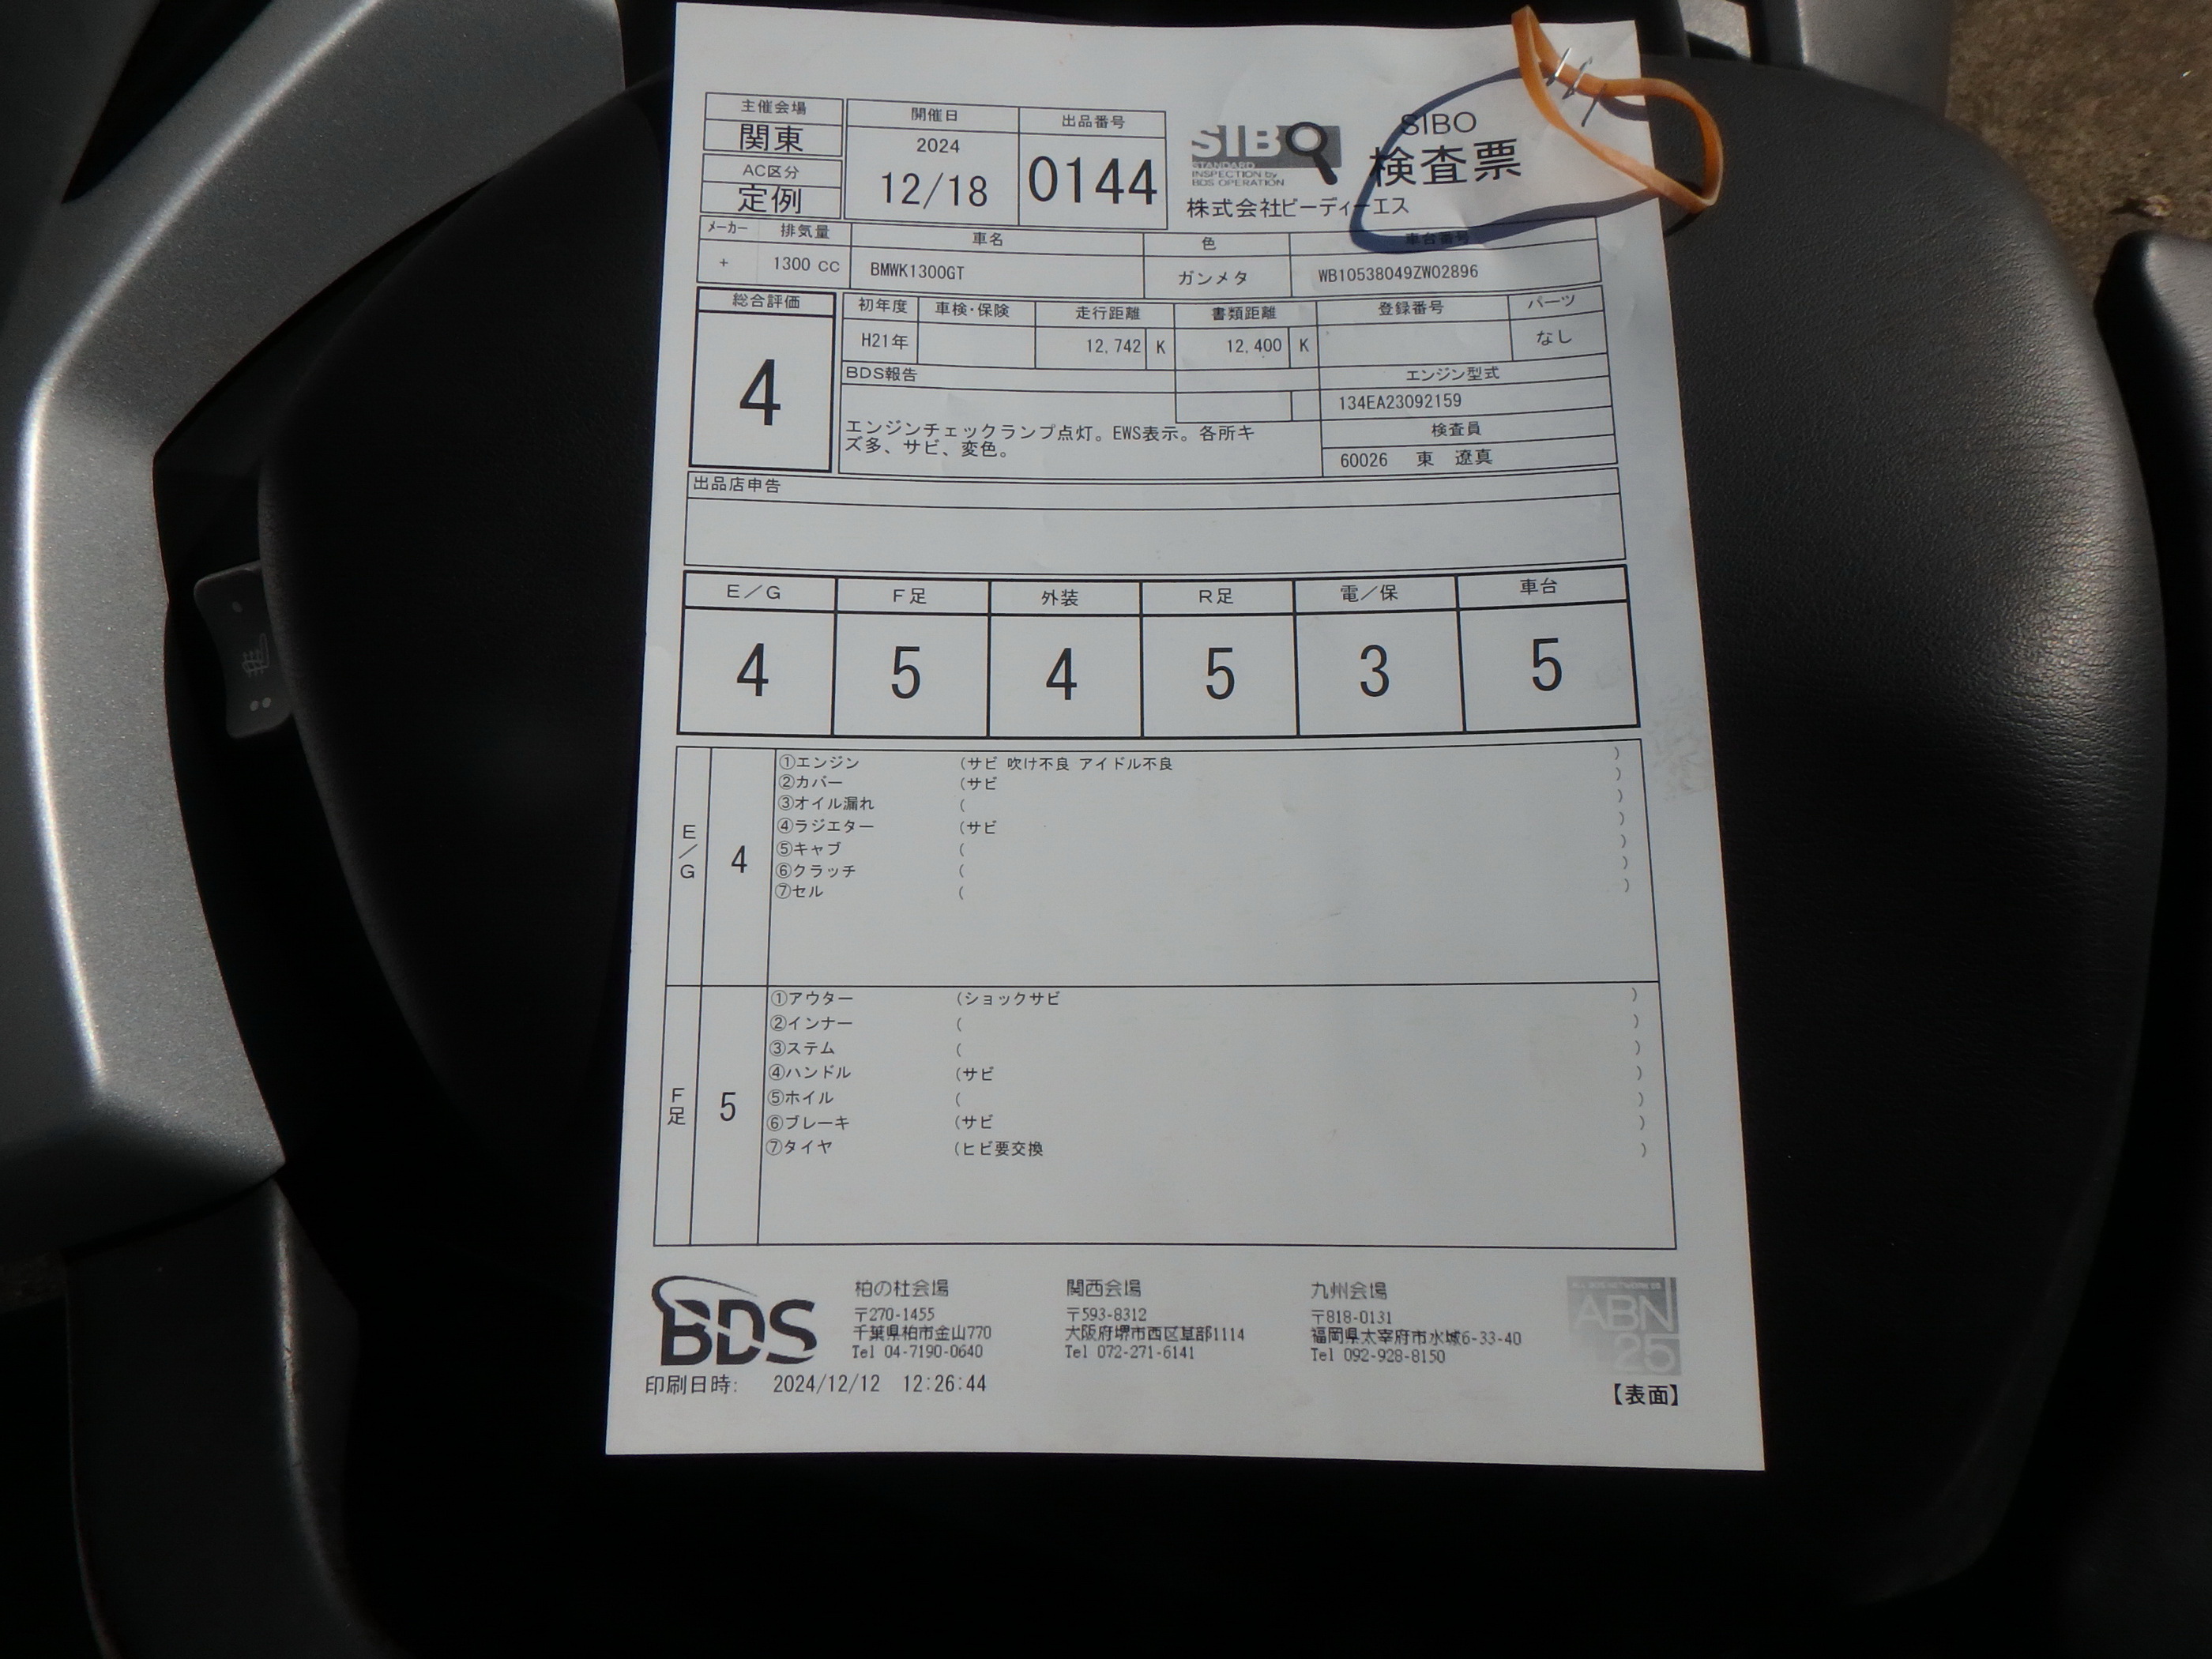 主催会場
開催日
出品番号
関東
2024
12/18
0144
AC区分
定例
SIBO
STANDARD
INSPECTION by
BDS OPERATION
SIBO
検査票
株式会社ビーディーエス
メーカー 排気量 車名 色 車台番号
+ 1300 CC BMWK1300GT ガンメタ WB10538049ZW02896
総合評価 初年度 車検・保険 走行距離 書類距離 登録番号 パーツ
4
H21年 12,742 K 12,400 K なし
BDS報告 エンジン型式
134EA23092159
エンジンチェックランプ点灯。EWS表示。各所キ
ズ多、サビ、変色。
検査員
60026 東 遼真
出品店申告
E/G F足 外装 R足 電/保 車台
4 5 4 5 3 5
E/G 4
①エンジン (サビ 吹け不良 アイドル不良 )
②カバー (サビ )
③オイル漏れ ( )
④ラジエター (サビ )
⑤キャブ ( )
⑥クラッチ ( )
⑦セル ( )
F足 5
①アウター (ショックサビ )
②インナー ( )
③ステム ( )
④ハンドル (サビ )
⑤ホイル ( )
⑥ブレーキ (サビ )
⑦タイヤ (ヒビ要交換 )
BDS
柏の杜会場
〒270-1455
千葉県柏市金山770
Tel 04-7190-0640
関西会場
〒593-8312
大阪府堺市西区草部1114
Tel 072-271-6141
九州会場
〒818-0131
福岡県太宰府市水城6-33-40
Tel 092-928-8150
ABN
25
印刷日時: 2024/12/12 12:26:44
【表面】